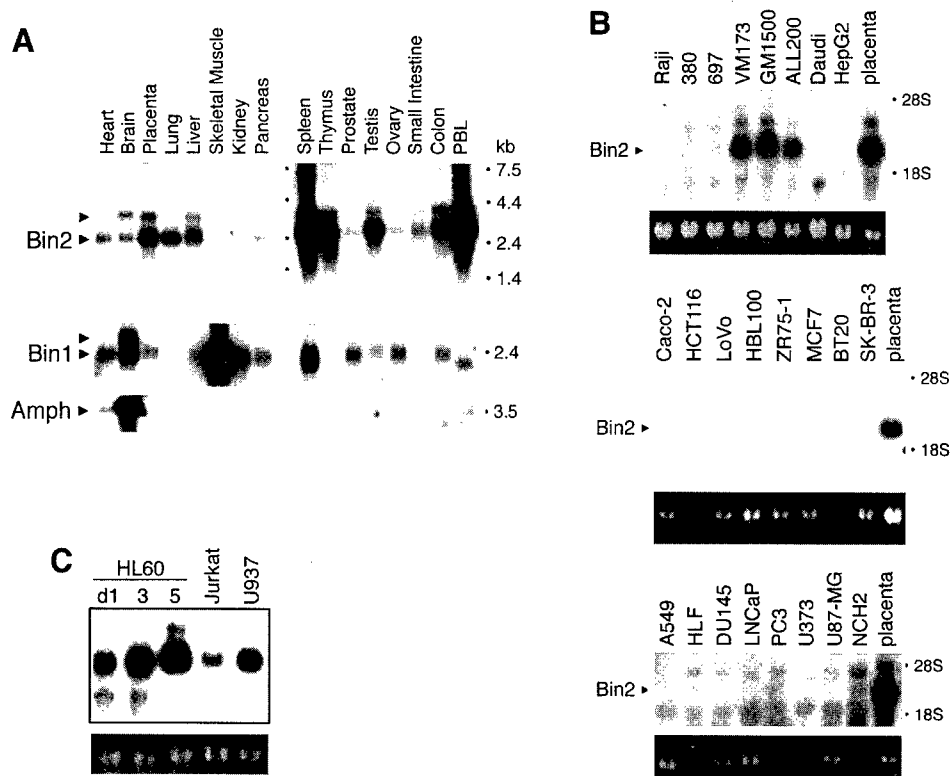 A
Heart
Brain
Placenta
Lung
Liver
Skeletal Muscle
Kidney
Pancreas
Spleen
Thymus
Prostate
Testis
Ovary
Small Intestine
Colon
PBL
kb
7.5
4.4
Bin2
2.4
1.4
Bin1
2.4
Amph
3.5
B
Raji
380
697
VM173
GM1500
ALL200
Daudi
HepG2
placenta
28S
Bin2
18S
Caco-2
HCT116
LoVo
HBL100
ZR75-1
MCF7
BT20
SK-BR-3
placenta
28S
Bin2
18S
A549
HLF
DU145
LNCaP
PC3
U373
U87-MG
NCH2
placenta
28S
Bin2
18S
C
HL60
Jurkat
U937
d1 3 5